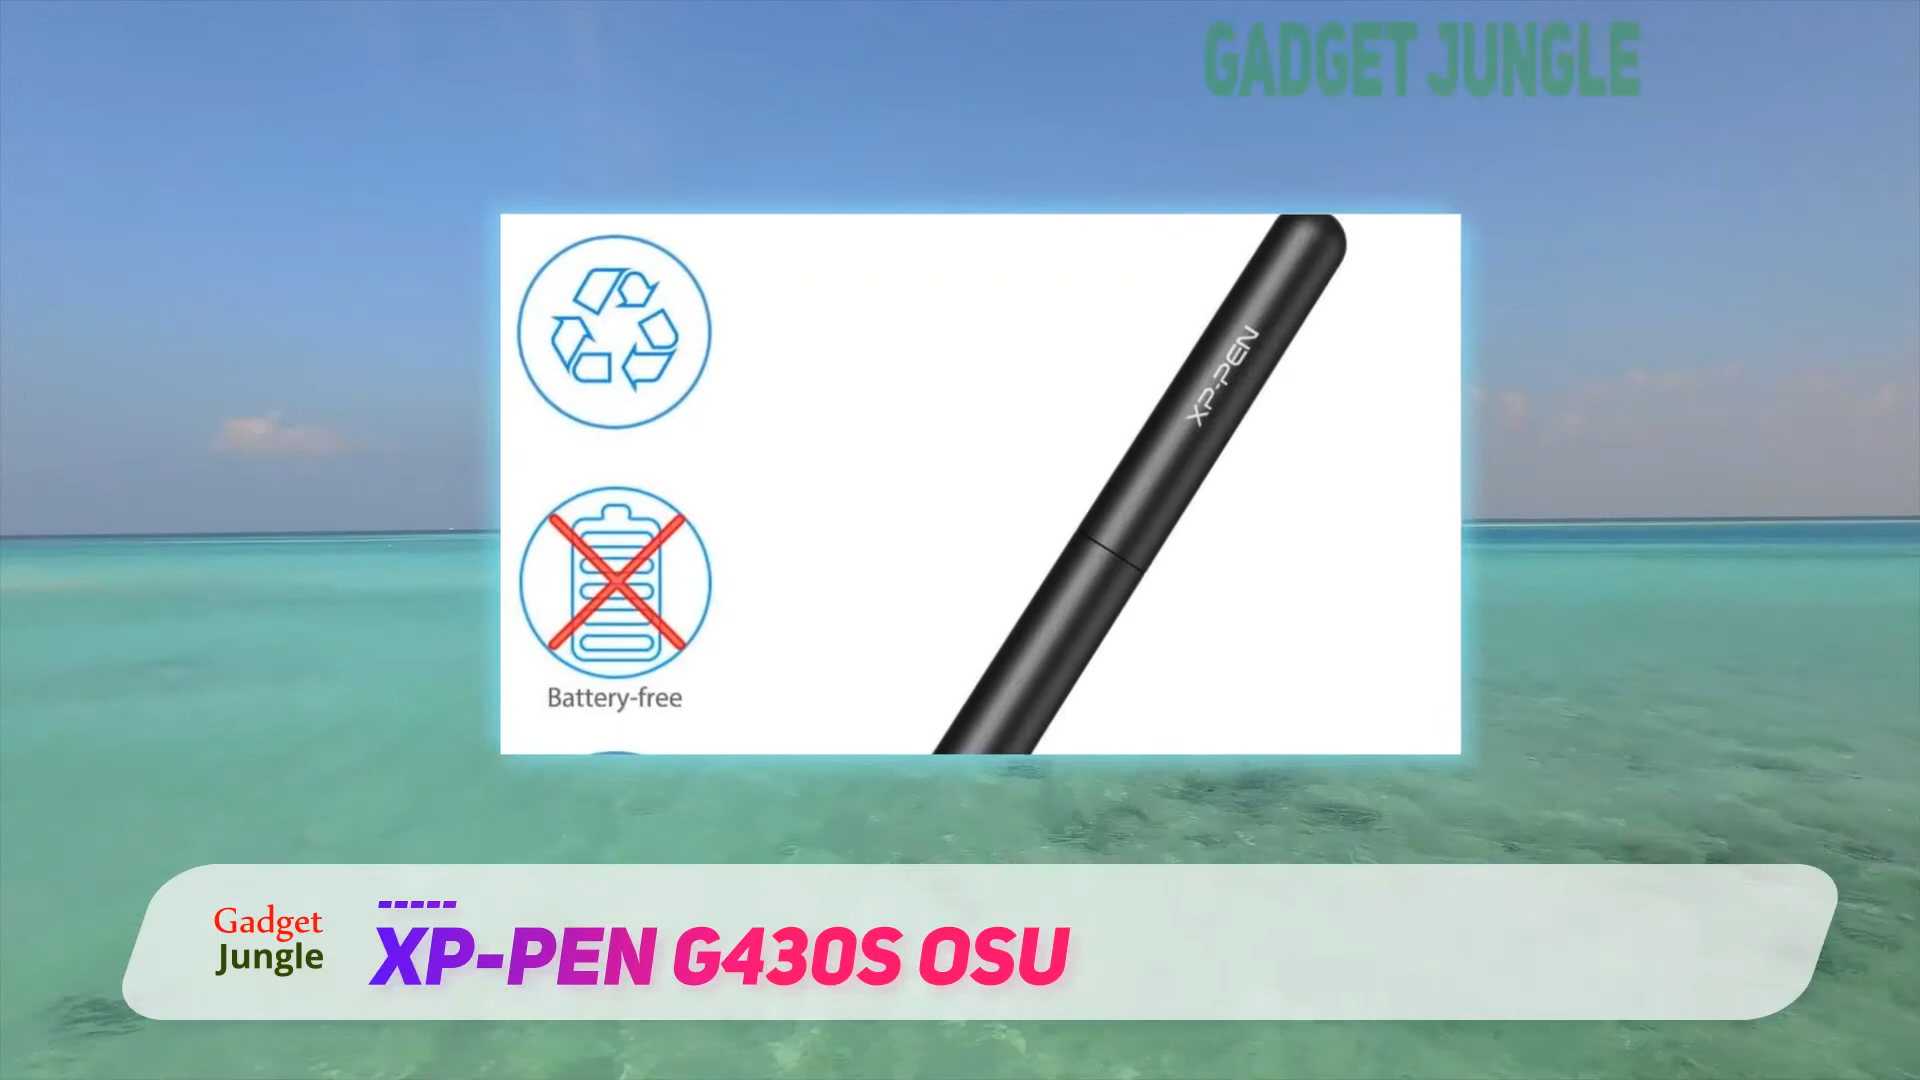 GADGET JUNGLE
XP-PEN
Battery-free
Gadget
Jungle
XP-PEN G430S OSU